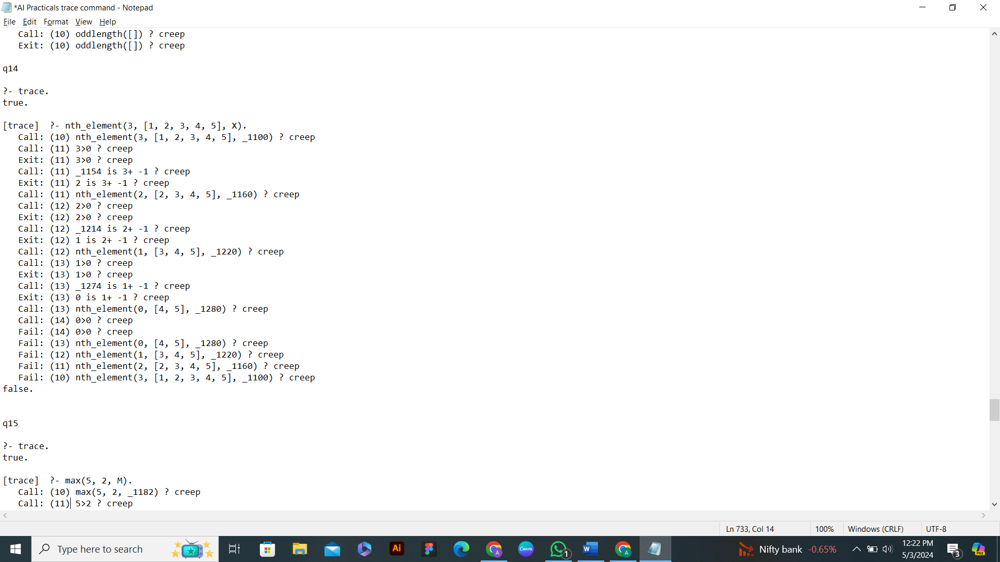 *AI Practicals trace command - Notepad
File Edit Format View Help
   Call: (10) oddlength([]) ? creep
   Exit: (10) oddlength([]) ? creep

q14

?- trace.
true.

[trace]  ?- nth_element(3, [1, 2, 3, 4, 5], X).
   Call: (10) nth_element(3, [1, 2, 3, 4, 5], _1100) ? creep
   Call: (11) 3>0 ? creep
   Exit: (11) 3>0 ? creep
   Call: (11) _1154 is 3+ -1 ? creep
   Exit: (11) 2 is 3+ -1 ? creep
   Call: (11) nth_element(2, [2, 3, 4, 5], _1160) ? creep
   Call: (12) 2>0 ? creep
   Exit: (12) 2>0 ? creep
   Call: (12) _1214 is 2+ -1 ? creep
   Exit: (12) 1 is 2+ -1 ? creep
   Call: (12) nth_element(1, [3, 4, 5], _1220) ? creep
   Call: (13) 1>0 ? creep
   Exit: (13) 1>0 ? creep
   Call: (13) _1274 is 1+ -1 ? creep
   Exit: (13) 0 is 1+ -1 ? creep
   Call: (13) nth_element(0, [4, 5], _1280) ? creep
   Call: (14) 0>0 ? creep
   Fail: (14) 0>0 ? creep
   Fail: (13) nth_element(0, [4, 5], _1280) ? creep
   Fail: (12) nth_element(1, [3, 4, 5], _1220) ? creep
   Fail: (11) nth_element(2, [2, 3, 4, 5], _1160) ? creep
   Fail: (10) nth_element(3, [1, 2, 3, 4, 5], _1100) ? creep
false.

q15

?- trace.
true.

[trace]  ?- max(5, 2, M).
   Call: (10) max(5, 2, _1182) ? creep
   Call: (11) 5>2 ? creep
Ln 733, Col 14 100% Windows (CRLF) UTF-8
Type here to search
Ai
Canva
1
W
A
A
Nifty bank -0.65%
12:22 PM
5/3/2024
3
PRE